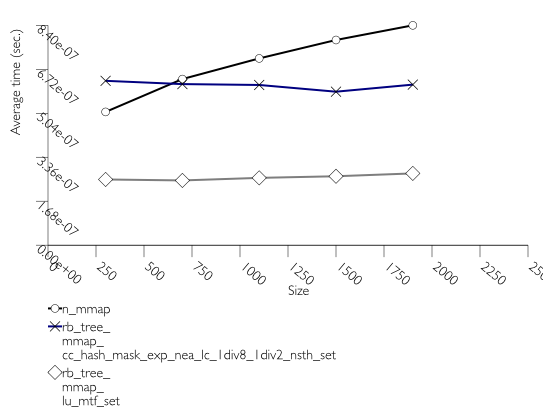 Average time (sec.)
8.40e-07
6.72e-07
5.04e-07
3.36e-07
1.68e-07
0.00e+00
0
250
500
750
1000
1250
1500
1750
2000
2250
Size
n_mmap
rb_tree_
mmap_
cc_hash_mask_exp_nea_lc_1div8_1div2_nsth_set
rb_tree_
mmap_
lu_mtf_set